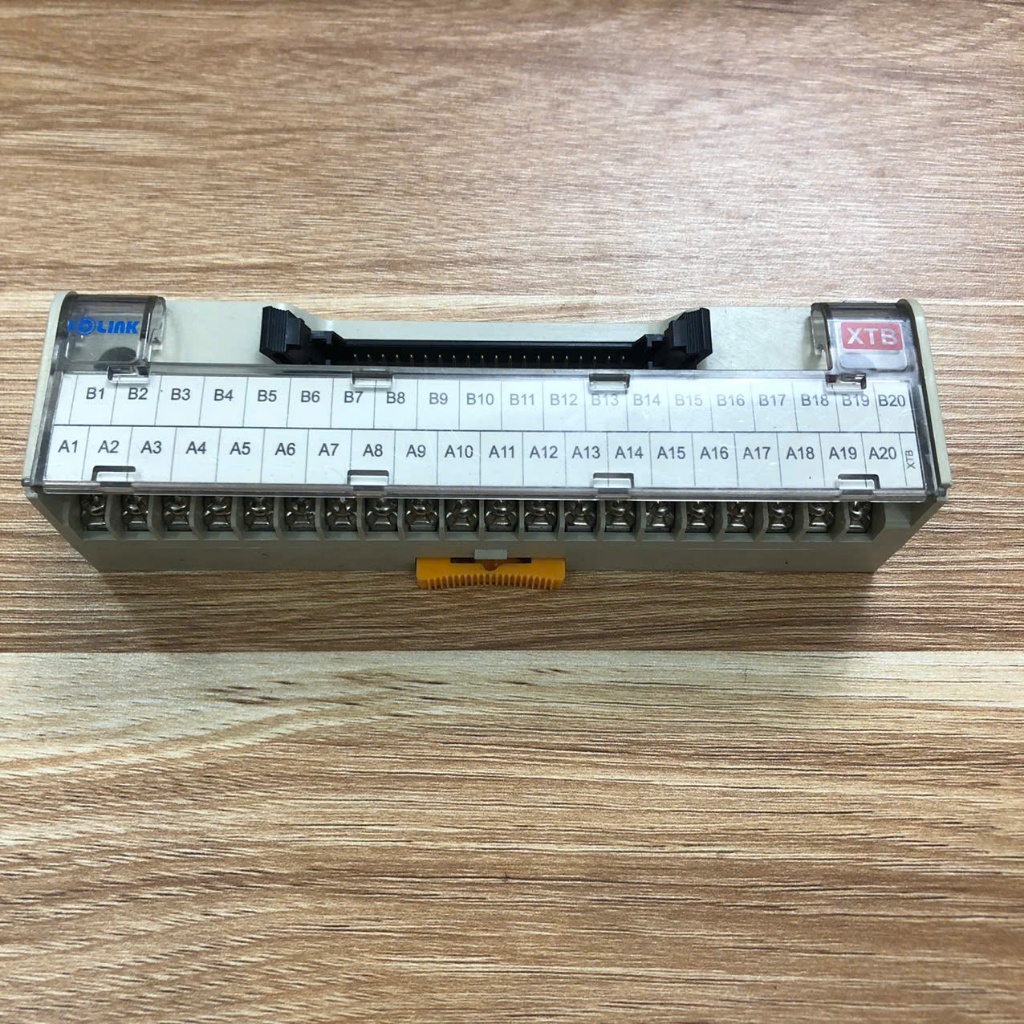 IOLINK
XTB
B1 B2 B3 B4 B5 B6 B7 B8 B9 B10 B11 B12 B13 B14 B15 B16 B17 B18 B19 B20
A1 A2 A3 A4 A5 A6 A7 A8 A9 A10 A11 A12 A13 A14 A15 A16 A17 A18 A19 A20 XTB